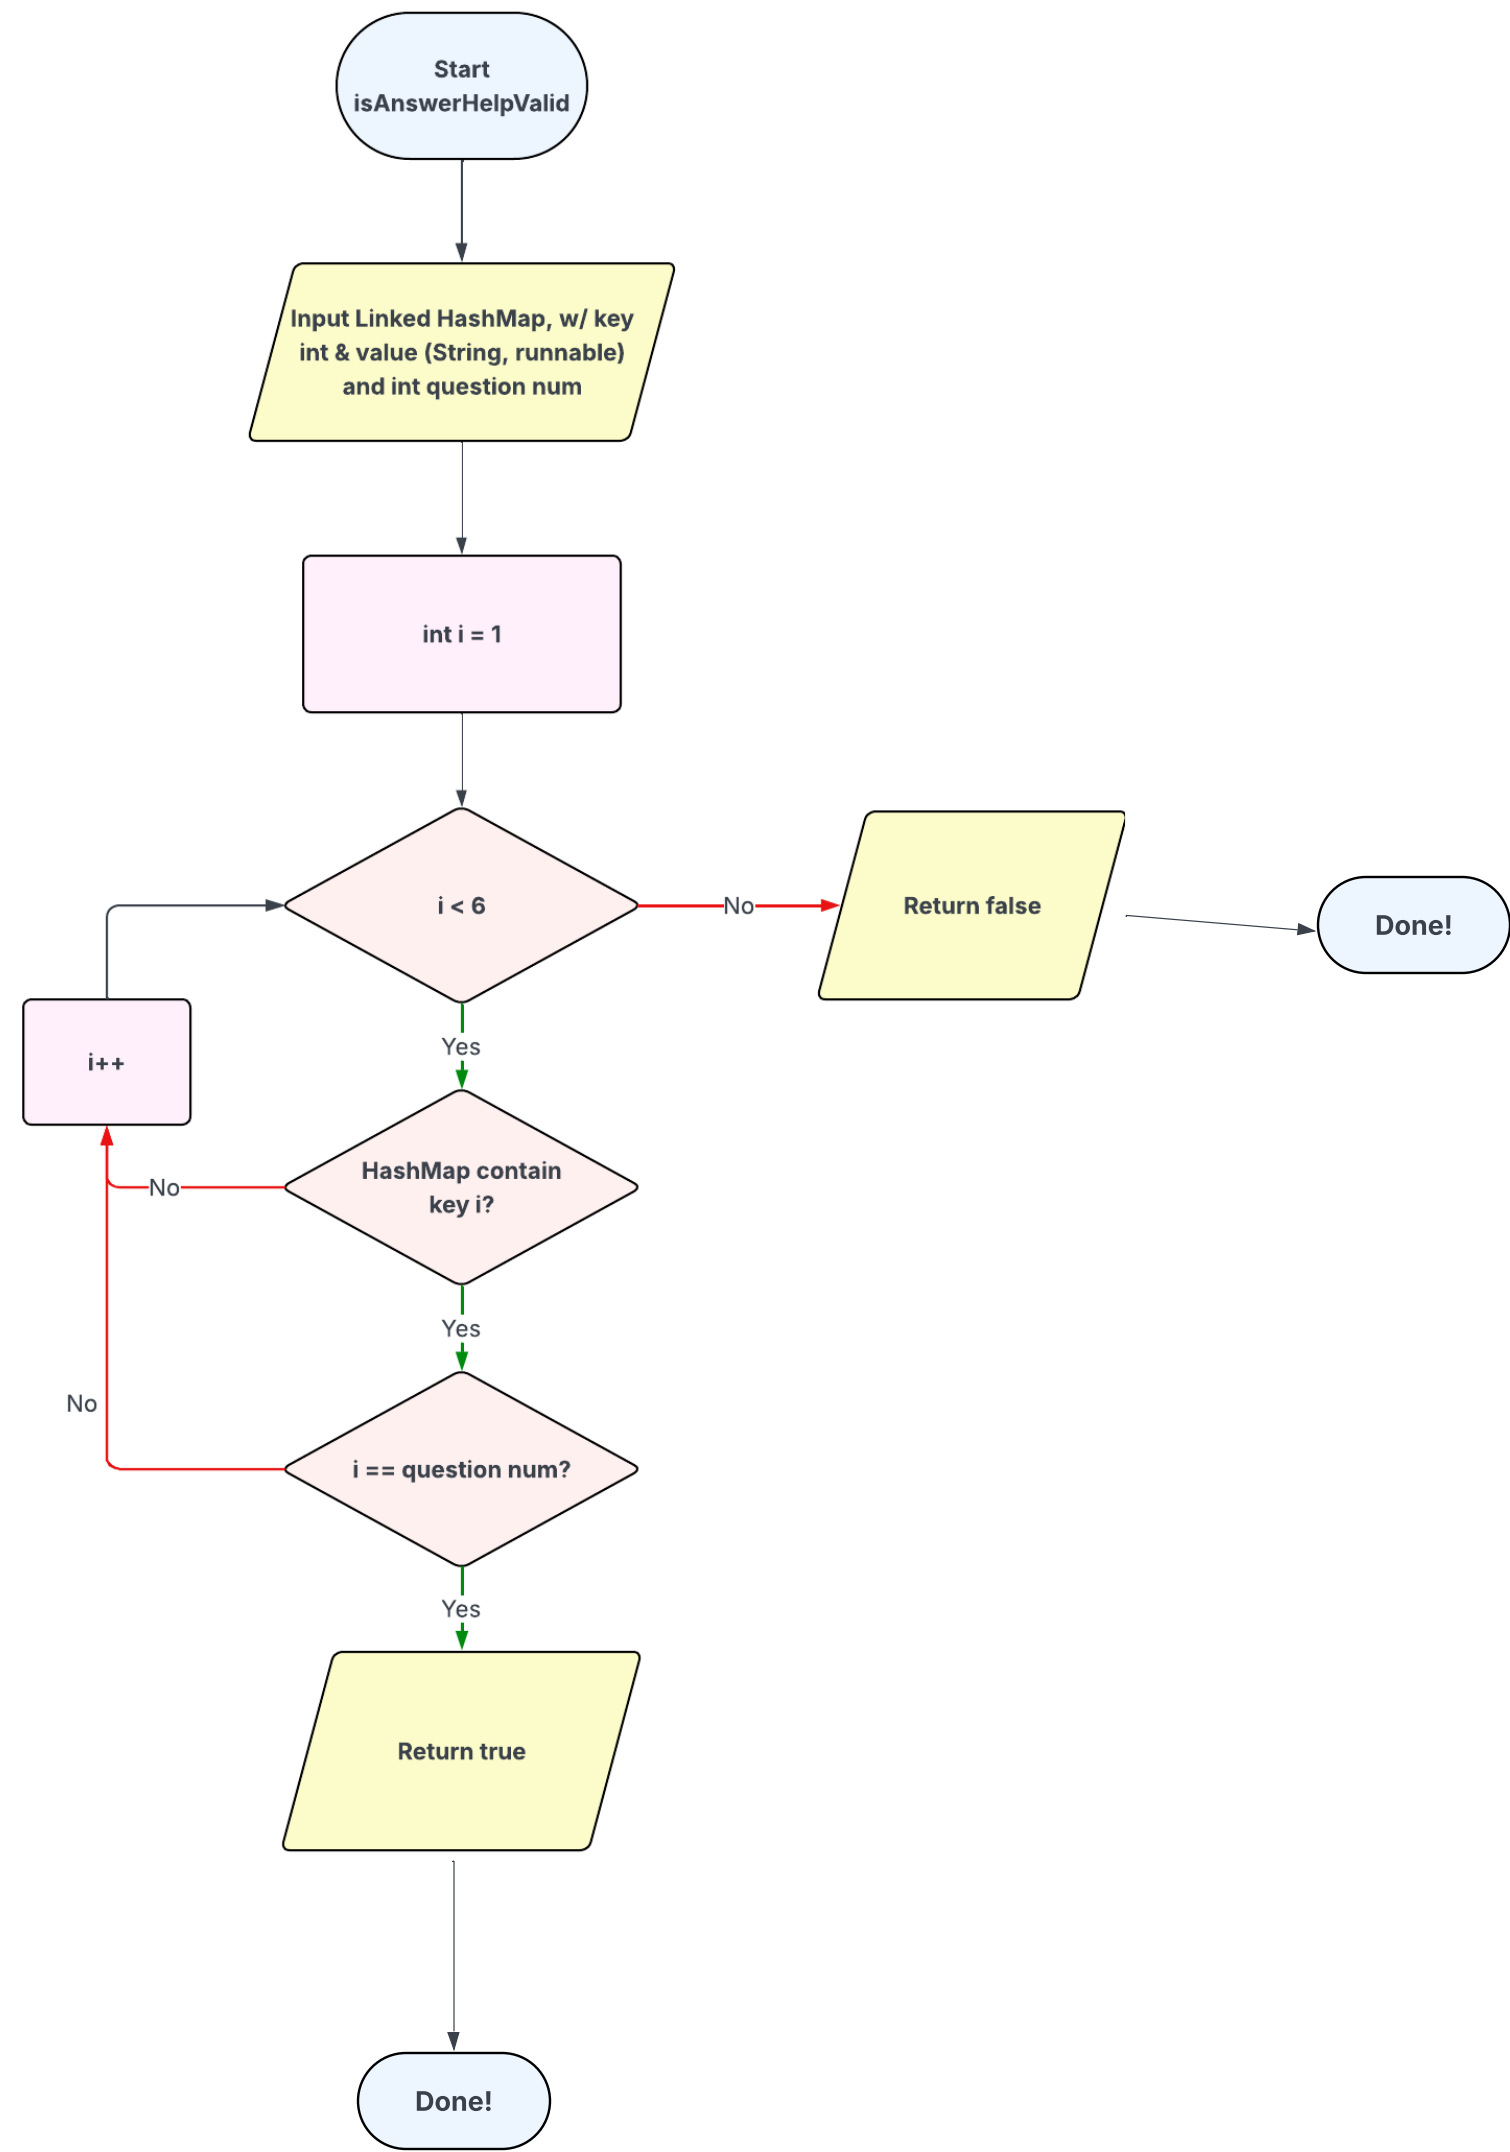 Start
isAnswerHelpValid
Input Linked HashMap, w/ key
int & value (String, runnable)
and int question num
int i = 1
i < 6
No
Return false
Done!
Yes
i++
HashMap contain
key i?
No
Yes
No
i == question num?
Yes
Return true
Done!